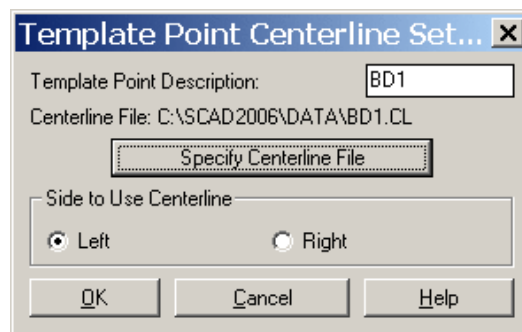 Template Point Centerline Set...
Template Point Description: BD1
Centerline File: C:\SCAD2006\DATA\BD1.CL
Specify Centerline File
Side to Use Centerline
Left Right
OK Cancel Help